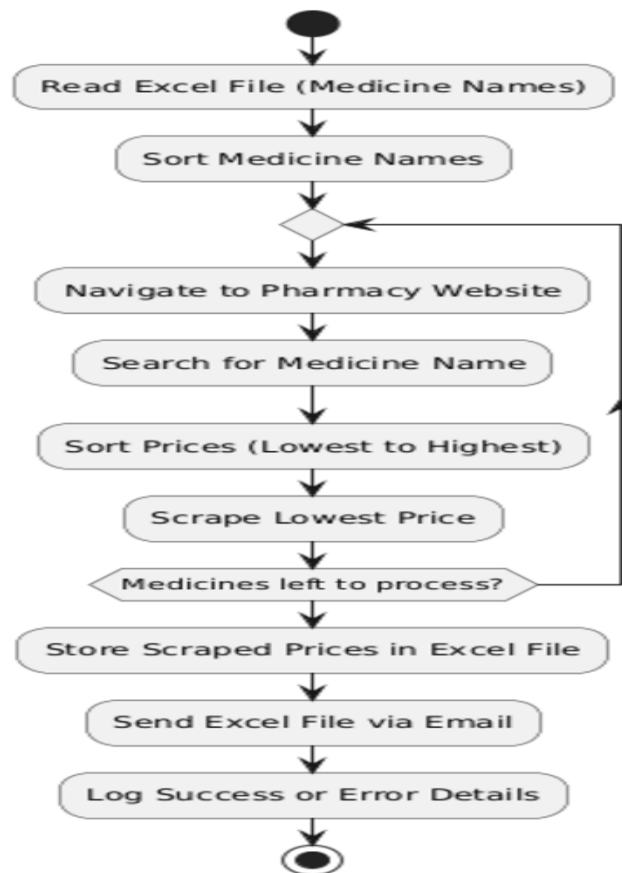 Read Excel File (Medicine Names)
Sort Medicine Names
Navigate to Pharmacy Website
Search for Medicine Name
Sort Prices (Lowest to Highest)
Scrape Lowest Price
Medicines left to process?
Store Scraped Prices in Excel File
Send Excel File via Email
Log Success or Error Details